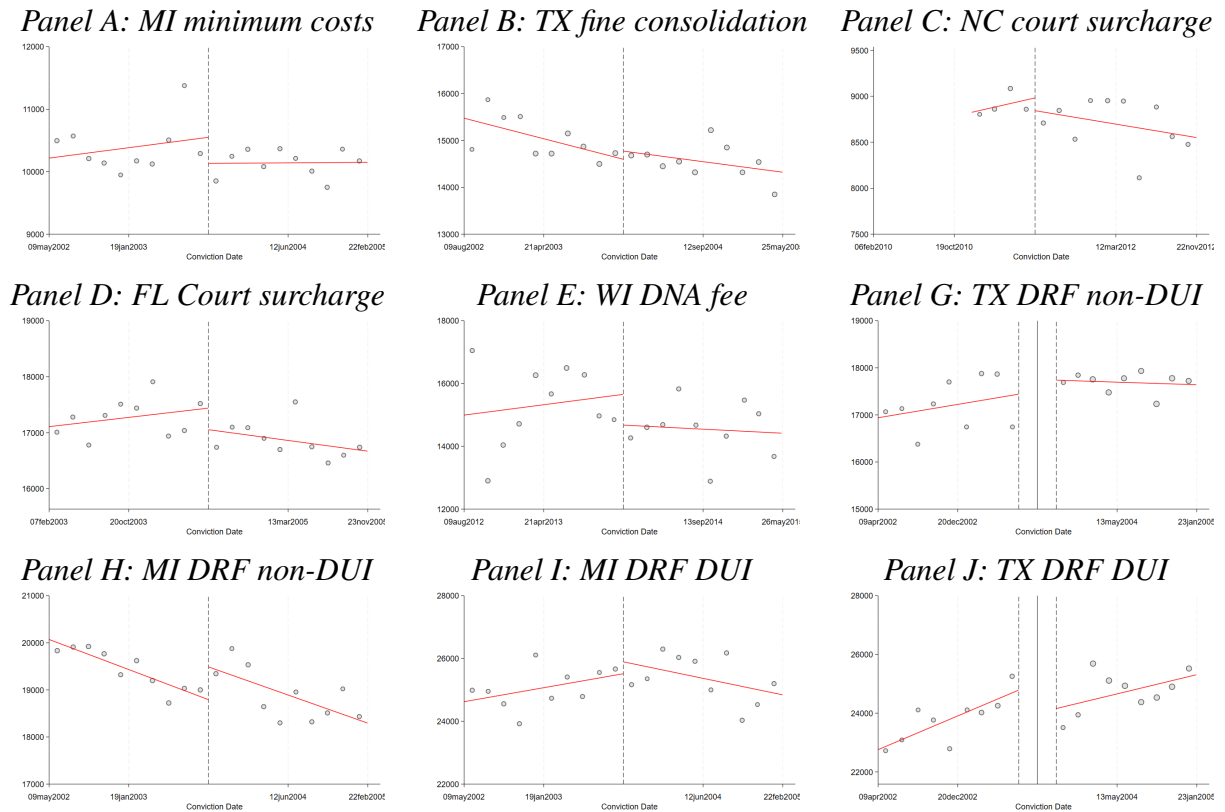 Panel A: MI minimum costs
12000
11000
10000
9000
09may2002 19jan2003 12jun2004 22feb2005
Conviction Date
Panel B: TX fine consolidation
17000
16000
15000
14000
13000
09aug2002 21apr2003 12sep2004 25may200
Conviction Date
Panel C: NC court surcharge
9500
9000
8500
8000
7500
06feb2010 19oct2010 12mar2012 22nov2012
Conviction Date
Panel D: FL Court surcharge
19000
18000
17000
16000
07feb2003 20oct2003 13mar2005 23nov2005
Conviction Date
Panel E: WI DNA fee
18000
16000
14000
12000
09aug2012 21apr2013 13sep2014 26may201
Conviction Date
Panel G: TX DRF non-DUI
19000
18000
17000
16000
15000
09apr2002 20dec2002 13may2004 23jan2005
Conviction Date
Panel H: MI DRF non-DUI
21000
20000
19000
18000
17000
09may2002 19jan2003 12jun2004 22feb2005
Conviction Date
Panel I: MI DRF DUI
28000
26000
24000
22000
09may2002 19jan2003 12jun2004 22feb2005
Conviction Date
Panel J: TX DRF DUI
28000
26000
24000
22000
09apr2002 20dec2002 13may2004 23jan2005
Conviction Date